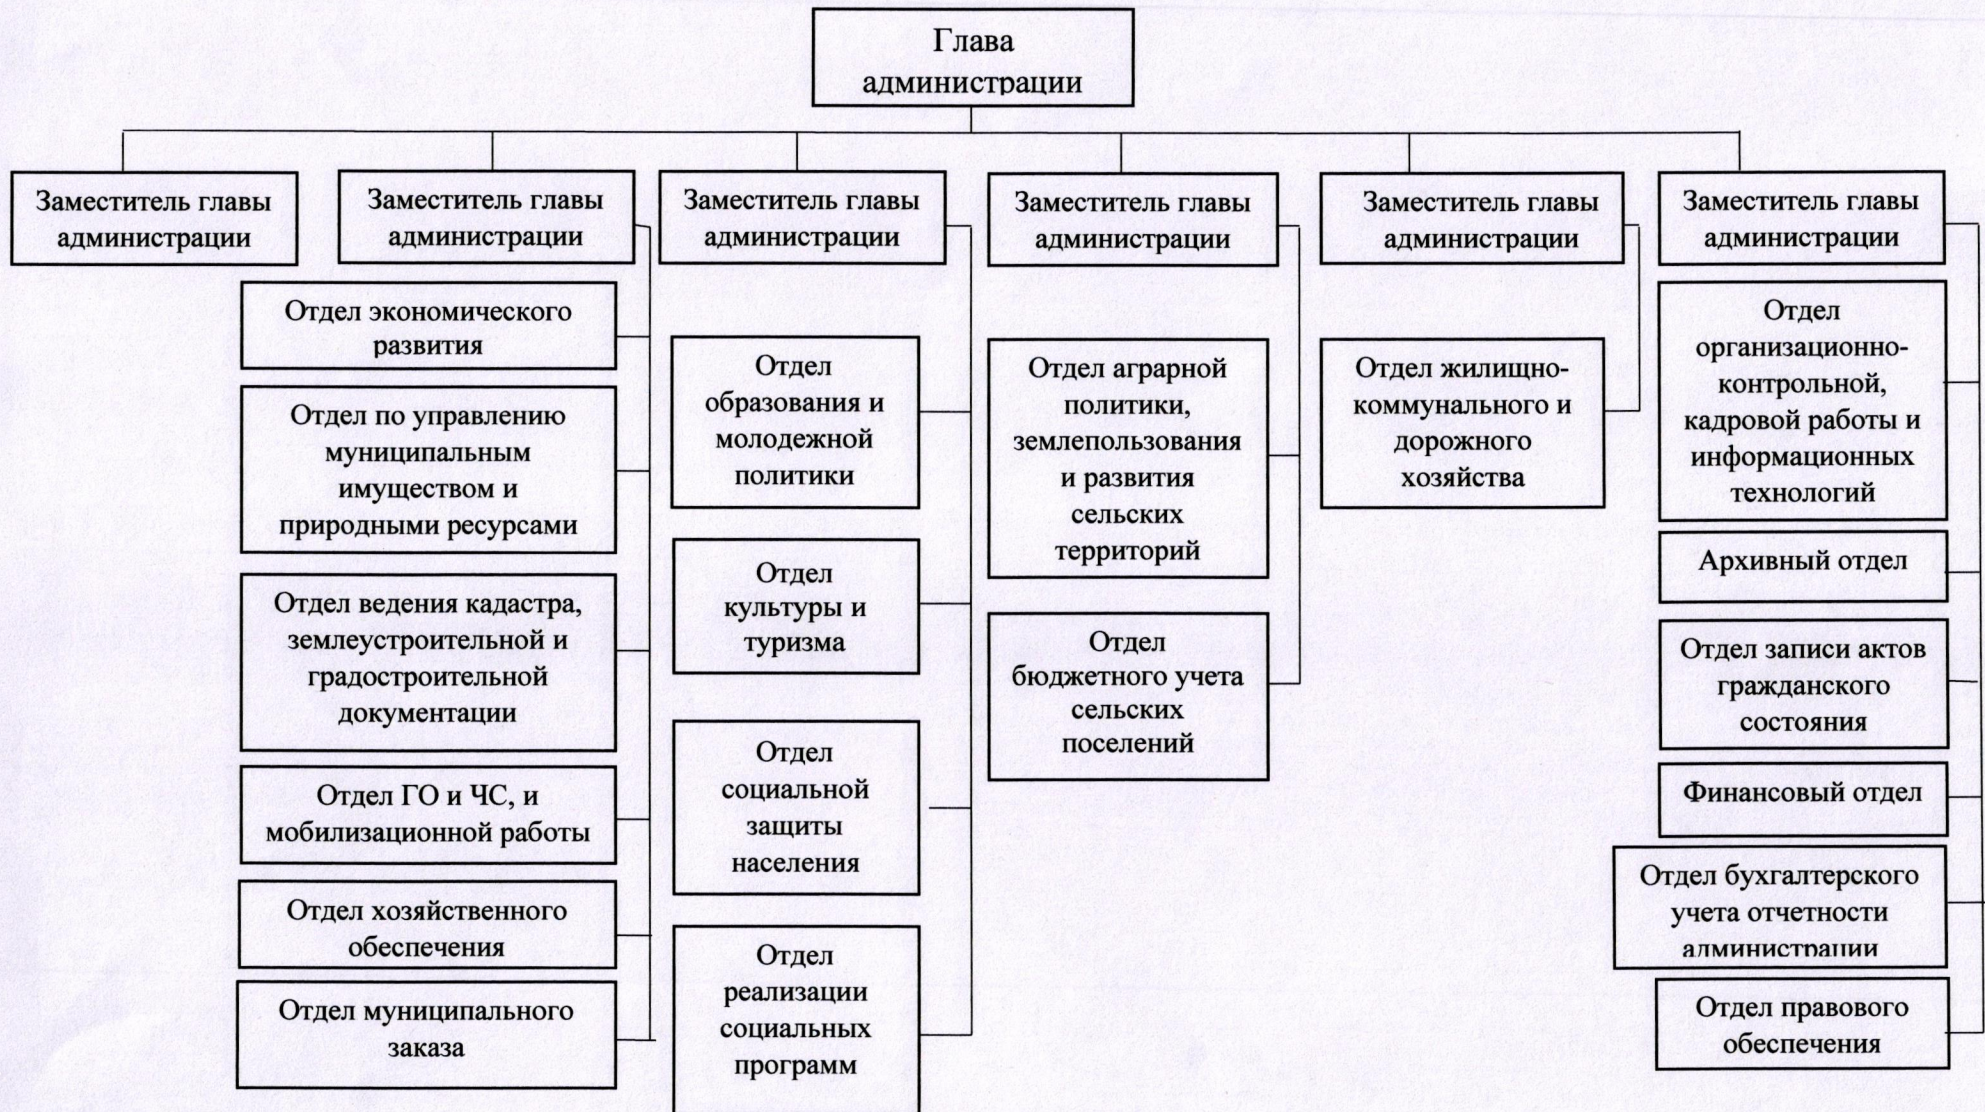 Глава
администрации
Заместитель главы
администрации
Заместитель главы
администрации
Заместитель главы
администрации
Заместитель главы
администрации
Заместитель главы
администрации
Заместитель главы
администрации
Отдел экономического
развития
Отдел по управлению
муниципальным
имуществом и
природными ресурсами
Отдел ведения кадастра,
землеустроительной и
градостроительной
документации
Отдел ГО и ЧС, и
мобилизационной работы
Отдел хозяйственного
обеспечения
Отдел муниципального
заказа
Отдел
образования и
молодежной
политики
Отдел
культуры и
туризма
Отдел
социальной
защиты
населения
Отдел
реализации
социальных
программ
Отдел аграрной
политики,
землепользования
и развития
сельских
территорий
Отдел
бюджетного учета
сельских
поселений
Отдел жилищно-
коммунального и
дорожного
хозяйства
Отдел
организационно-
контрольной,
кадровой работы и
информационных
технологий
Архивный отдел
Отдел записи актов
гражданского
состояния
Финансовый отдел
Отдел бухгалтерского
учета отчетности
администрации
Отдел правового
обеспечения